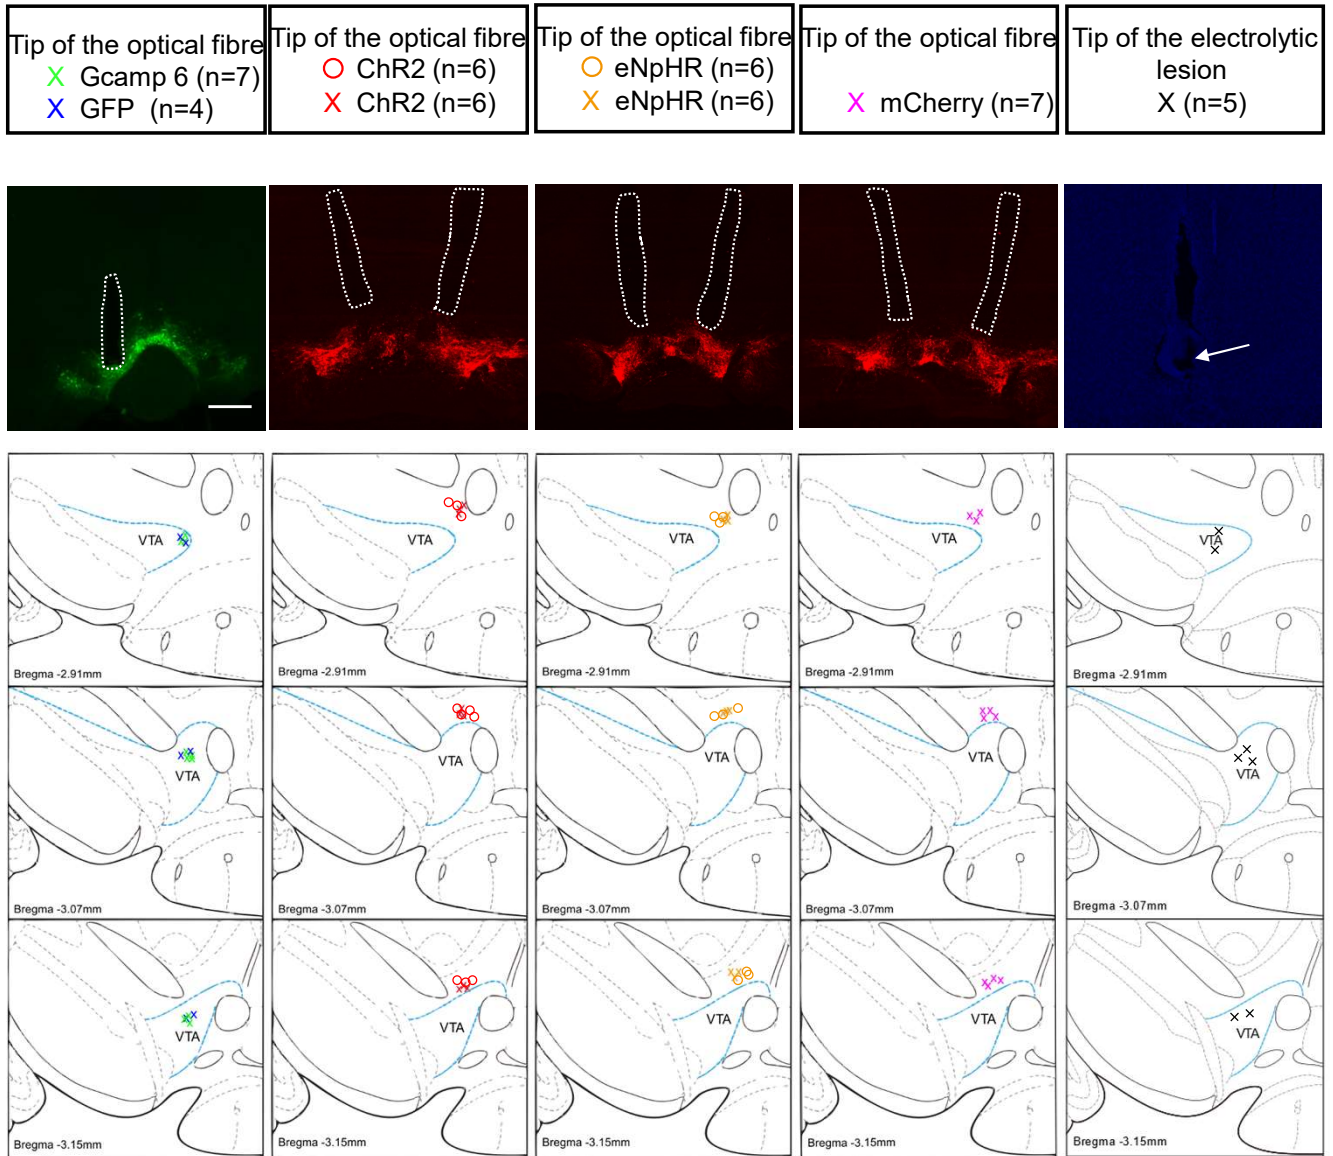 Tip of the optical fibre
X Gcamp 6 (n=7)
X GFP (n=4)
Tip of the optical fibre
O ChR2 (n=6)
X ChR2 (n=6)
Tip of the optical fibre
O eNpHR (n=6)
X eNpHR (n=6)
Tip of the optical fibre
X mCherry (n=7)
Tip of the electrolytic
lesion
X (n=5)
VTA
Bregma -2.91mm
VTA
Bregma -2.91mm
VTA
Bregma -2.91mm
VTA
Bregma -2.91mm
VTA
Bregma -2.91mm
VTA
Bregma -3.07mm
VTA
Bregma -3.07mm
VTA
Bregma -3.07mm
VTA
Bregma -3.07mm
VTA
Bregma -3.07mm
VTA
Bregma -3.15mm
VTA
Bregma -3.15mm
VTA
Bregma -3.15mm
VTA
Bregma -3.15mm
VTA
Bregma -3.15mm